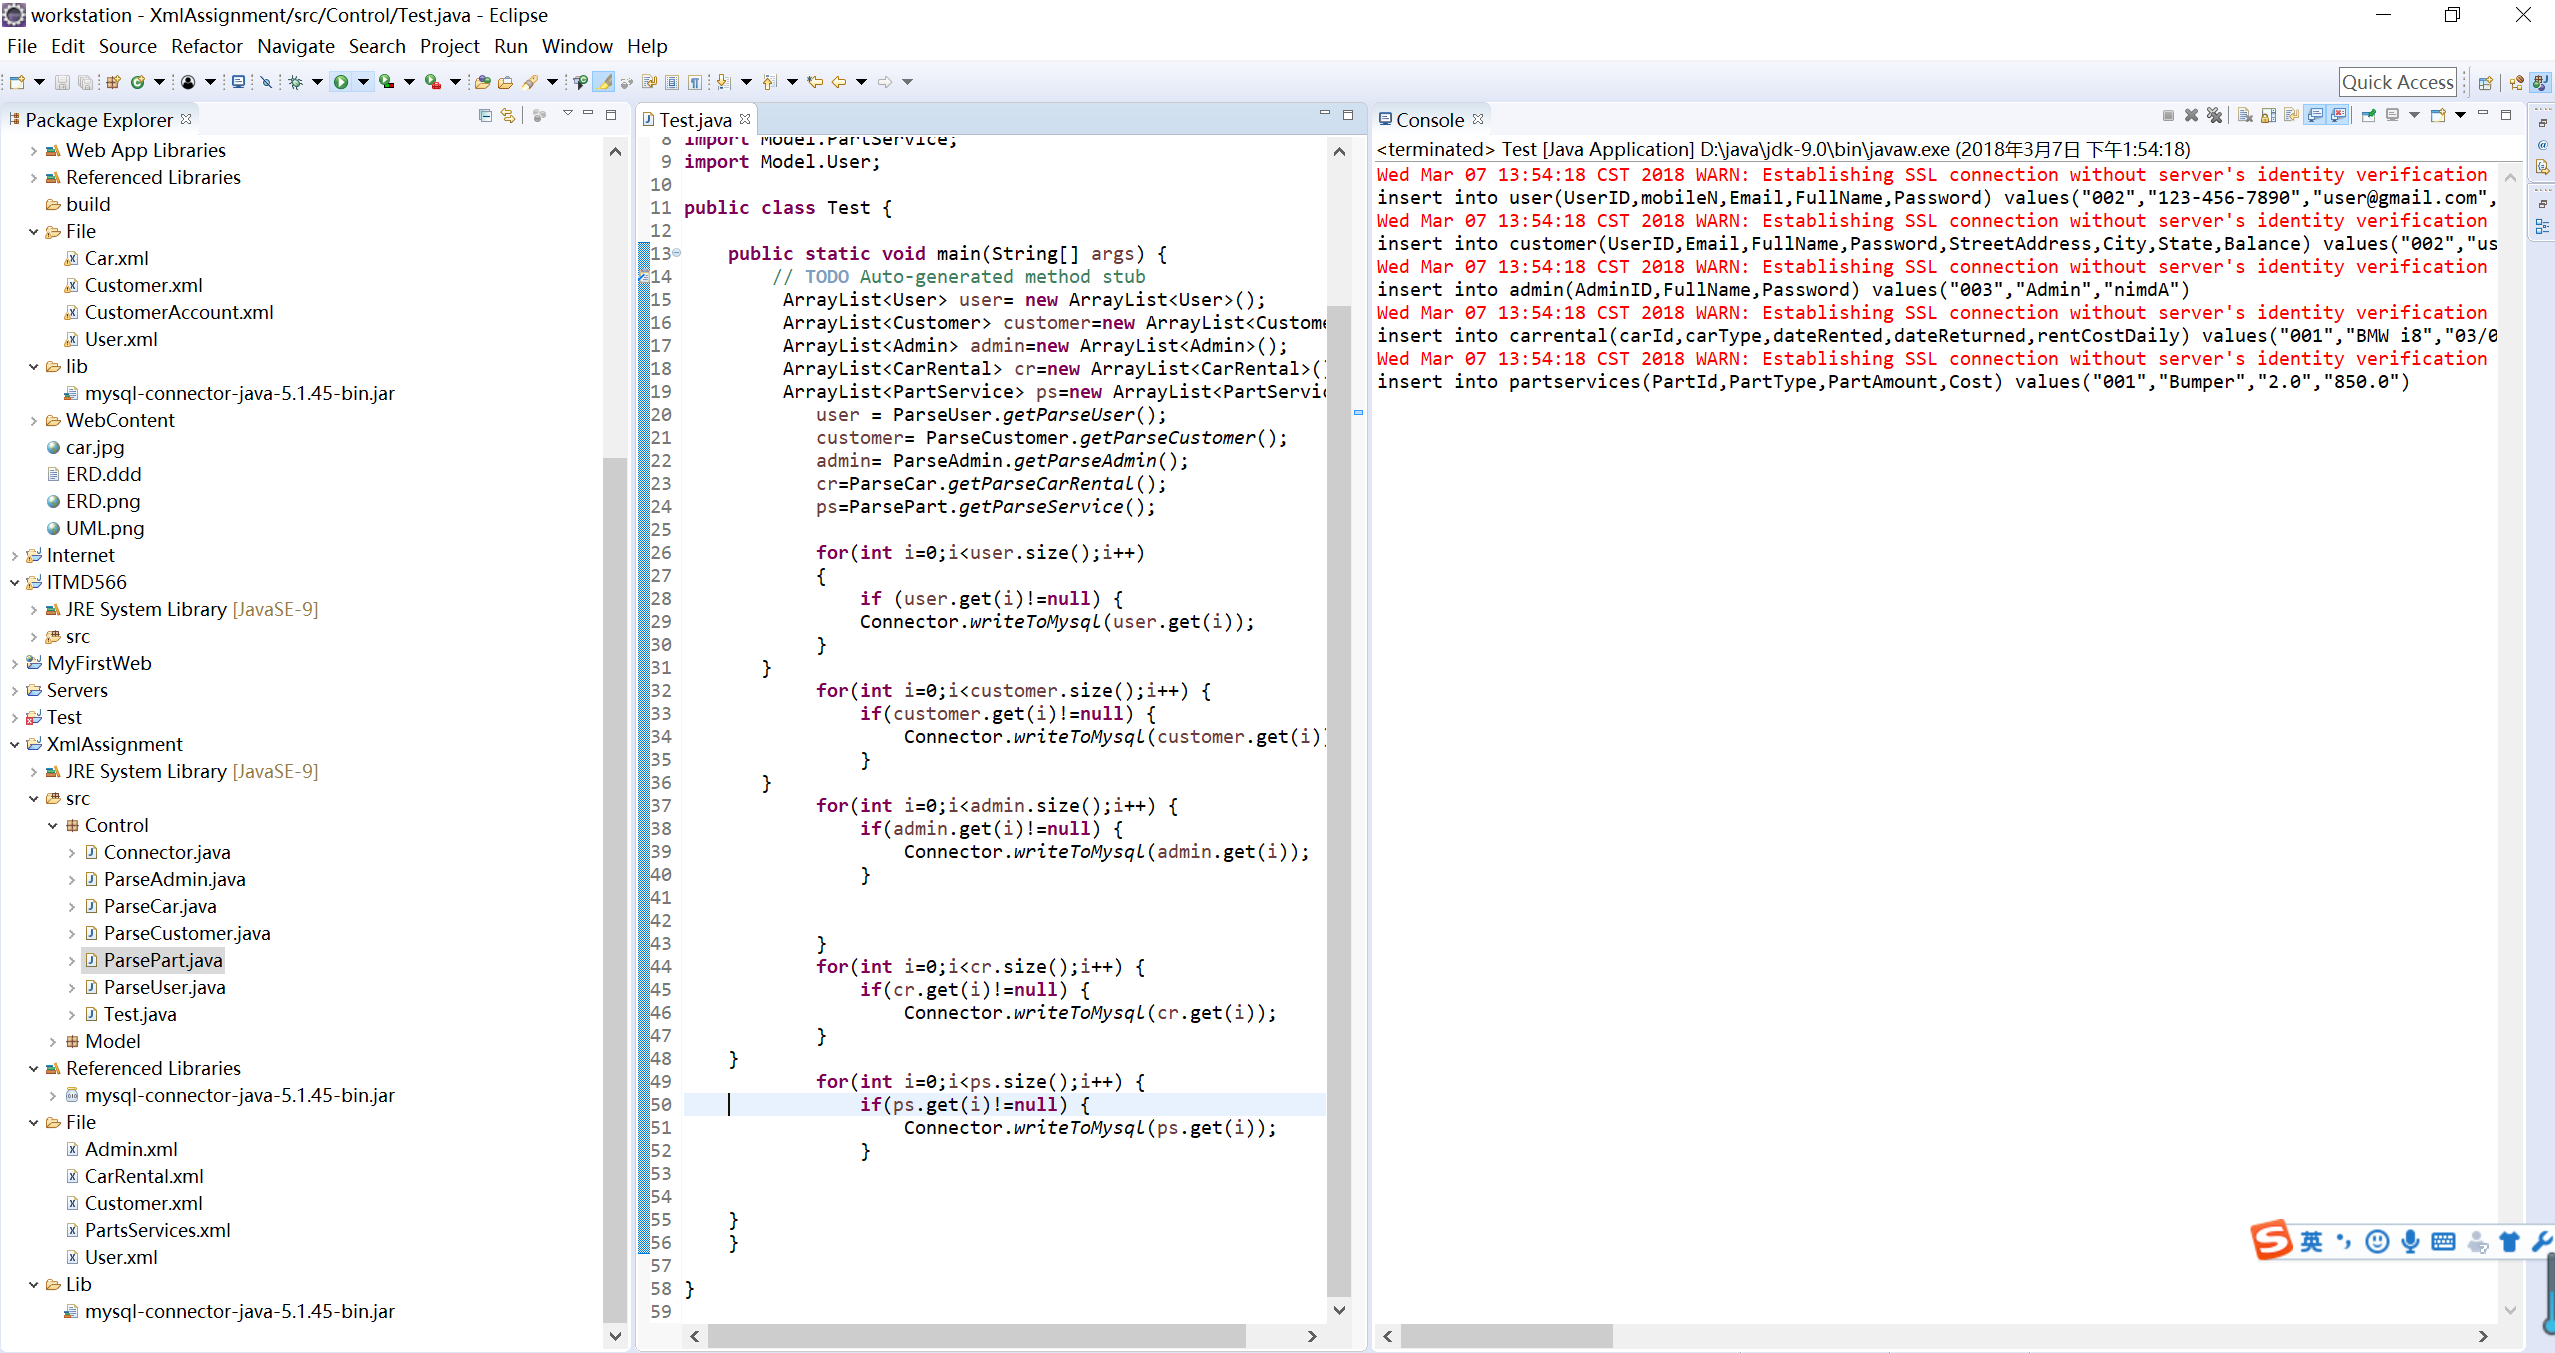 workstation - XmlAssignment/src/Control/Test.java - Eclipse
File Edit Source Refactor Navigate Search Project Run Window Help
Quick Access
Package Explorer
Web App Libraries
Referenced Libraries
build
File
Car.xml
Customer.xml
CustomerAccount.xml
User.xml
lib
mysql-connector-java-5.1.45-bin.jar
WebContent
car.jpg
ERD.ddd
ERD.png
UML.png
Internet
ITMD566
JRE System Library [JavaSE-9]
src
MyFirstWeb
Servers
Test
XmlAssignment
JRE System Library [JavaSE-9]
src
Control
Connector.java
ParseAdmin.java
ParseCar.java
ParseCustomer.java
ParsePart.java
ParseUser.java
Test.java
Model
Referenced Libraries
mysql-connector-java-5.1.45-bin.jar
File
Admin.xml
CarRental.xml
Customer.xml
PartsServices.xml
User.xml
Lib
mysql-connector-java-5.1.45-bin.jar
Test.java
8 import Model.PartService;
9 import Model.User;
10
11 public class Test {
12
13 public static void main(String[] args) {
14 // TODO Auto-generated method stub
15 ArrayList<User> user= new ArrayList<User>();
16 ArrayList<Customer> customer=new ArrayList<Custome
17 ArrayList<Admin> admin=new ArrayList<Admin>();
18 ArrayList<CarRental> cr=new ArrayList<CarRental>()
19 ArrayList<PartService> ps=new ArrayList<PartServic
20 user = ParseUser.getParseUser();
21 customer= ParseCustomer.getParseCustomer();
22 admin= ParseAdmin.getParseAdmin();
23 cr=ParseCar.getParseCarRental();
24 ps=ParsePart.getParseService();
25
26 for(int i=0;i<user.size();i++)
27 {
28 if (user.get(i)!=null) {
29 Connector.writeToMysql(user.get(i));
30 }
31 }
32 for(int i=0;i<customer.size();i++) {
33 if(customer.get(i)!=null) {
34 Connector.writeToMysql(customer.get(i))
35 }
36 }
37 for(int i=0;i<admin.size();i++) {
38 if(admin.get(i)!=null) {
39 Connector.writeToMysql(admin.get(i));
40 }
41
42
43 }
44 for(int i=0;i<cr.size();i++) {
45 if(cr.get(i)!=null) {
46 Connector.writeToMysql(cr.get(i));
47 }
48 }
49 for(int i=0;i<ps.size();i++) {
50 if(ps.get(i)!=null) {
51 Connector.writeToMysql(ps.get(i));
52 }
53
54
55 }
56 }
57
58 }
59
Console
<terminated> Test [Java Application] D:\java\jdk-9.0\bin\javaw.exe (2018年3月7日 下午1:54:18)
Wed Mar 07 13:54:18 CST 2018 WARN: Establishing SSL connection without server's identity verification
insert into user(UserID,mobileN,Email,FullName,Password) values("002","123-456-7890","user@gmail.com",
Wed Mar 07 13:54:18 CST 2018 WARN: Establishing SSL connection without server's identity verification
insert into customer(UserID,Email,FullName,Password,StreetAddress,City,State,Balance) values("002","us
Wed Mar 07 13:54:18 CST 2018 WARN: Establishing SSL connection without server's identity verification
insert into admin(AdminID,FullName,Password) values("003","Admin","nimdA")
Wed Mar 07 13:54:18 CST 2018 WARN: Establishing SSL connection without server's identity verification
insert into carrental(carId,carType,dateRented,dateReturned,rentCostDaily) values("001","BMW i8","03/0
Wed Mar 07 13:54:18 CST 2018 WARN: Establishing SSL connection without server's identity verification
insert into partservices(PartId,PartType,PartAmount,Cost) values("001","Bumper","2.0","850.0")
英